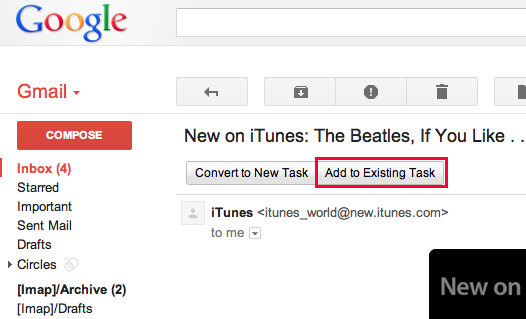 Google
Gmail
COMPOSE
Inbox (4)
Starred
Important
Sent Mail
Drafts
Circles
[Imap]/Archive (2)
[Imap]/Drafts
New on iTunes: The Beatles, If You Like . .
Convert to New Task Add to Existing Task
iTunes <itunes_world@new.itunes.com>
to me
New on